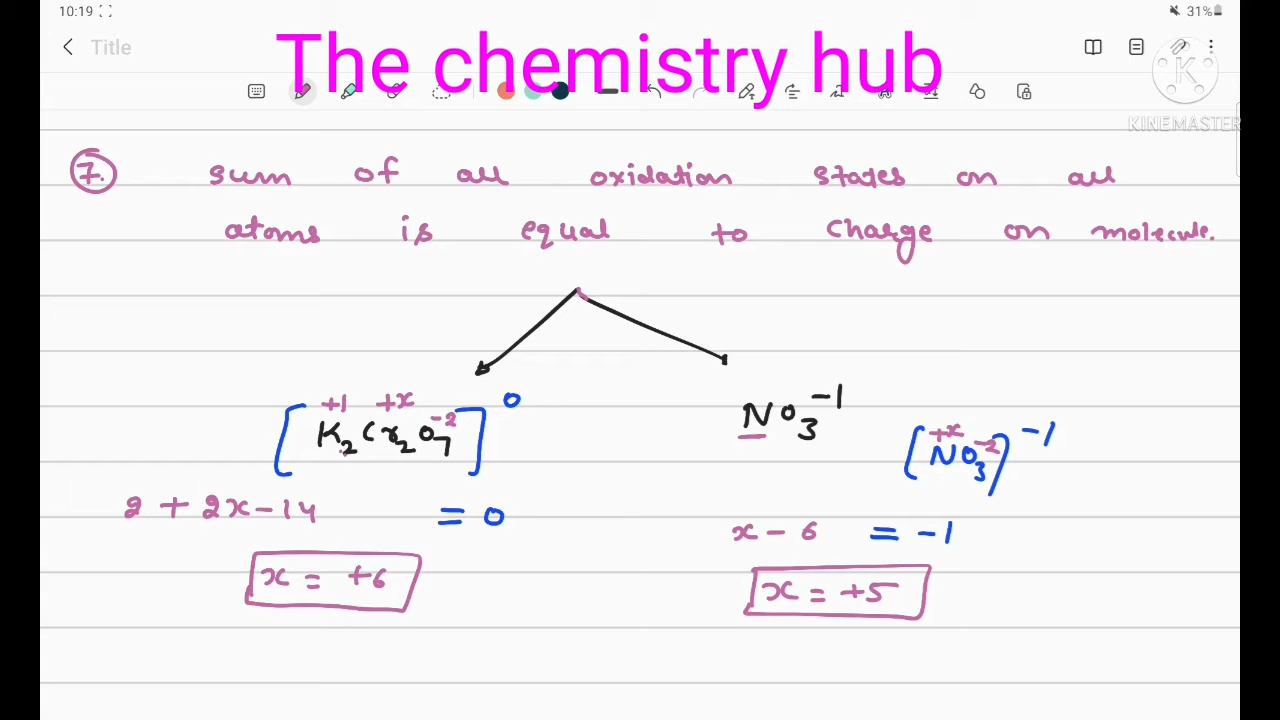 10:19
31%
Title
The chemistry hub
K
KINEMASTER
7. sum of all oxidation states on all
atoms is equal to charge on molecule.
+1 +x -2 0
[K2Cr2O7]
NO3 -1
+x -2 -1
[NO3)
2 + 2x - 14 = 0
x - 6 = -1
x = +6
x = +5